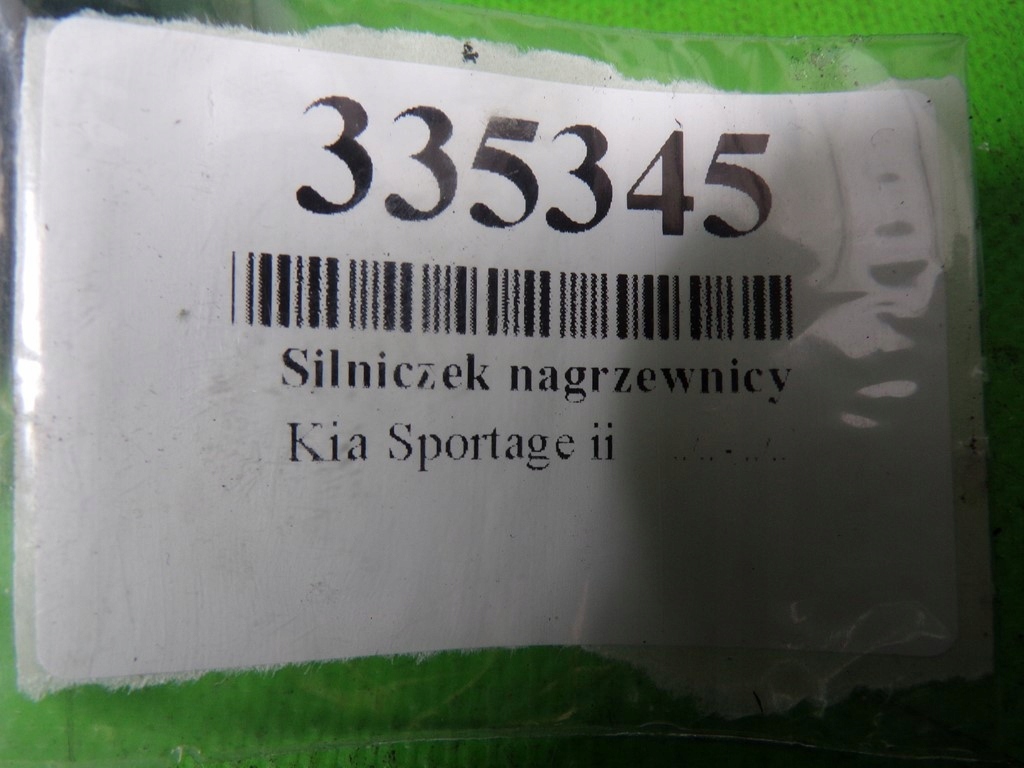 335345
Silniczek nagrzewnicy
Kia Sportage ii ../.. - ../..